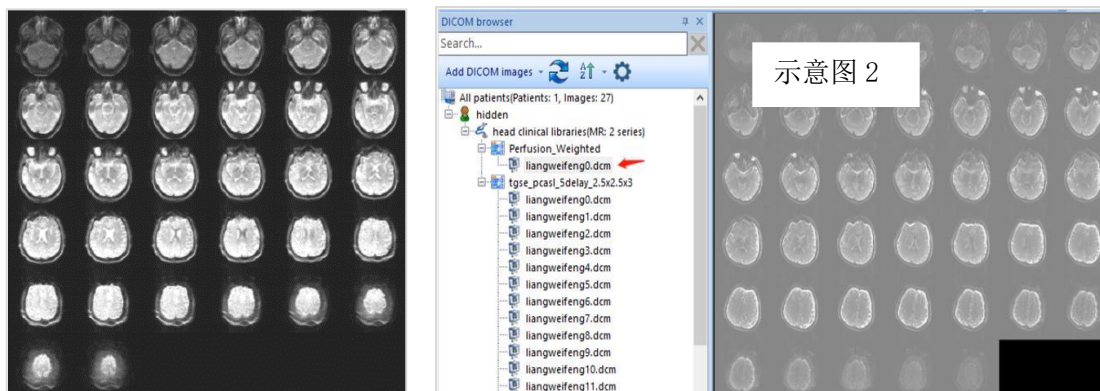 DICOM browser
Search...
Add DICOM images
All patients(Patients: 1, Images: 27)
hidden
head clinical libraries(MR: 2 series)
Perfusion_Weighted
liangweifeng0.dcm
tgse_pcasl_5delay_2.5x2.5x3
liangweifeng0.dcm
liangweifeng1.dcm
liangweifeng2.dcm
liangweifeng3.dcm
liangweifeng4.dcm
liangweifeng5.dcm
liangweifeng6.dcm
liangweifeng7.dcm
liangweifeng8.dcm
liangweifeng9.dcm
liangweifeng10.dcm
liangweifeng11.dcm
示意图 2